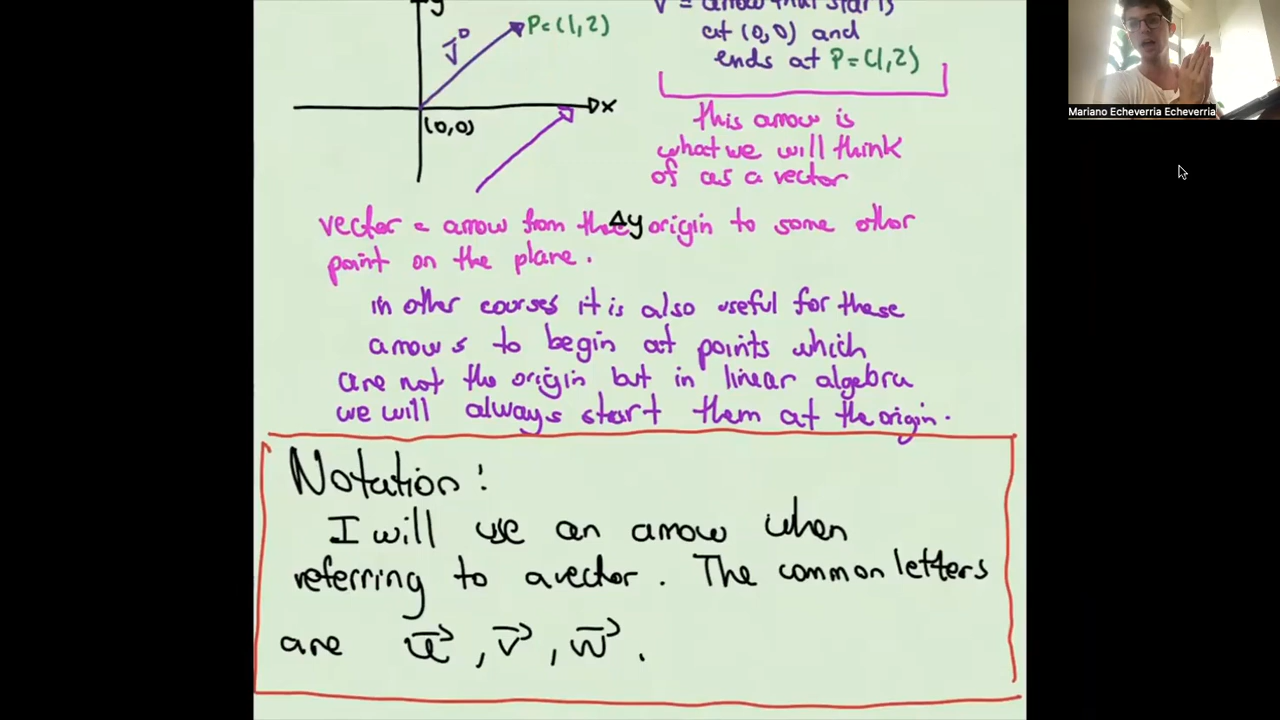 y
P=(1,2)
v
x
(0,0)
v = arrow that starts
at (0,0) and
ends at P=(1,2)
this arrow is
what we will think
of as a vector
vector = arrow from the origin to some other
Δy
point on the plane.
in other courses it is also useful for these
arrows to begin at points which
are not the origin but in linear algebra
we will always start them at the origin.
Notation:
I will use an arrow when
referring to a vector. The common letters
are u⃗, v⃗, w⃗.
Mariano Echeverria Echeverria